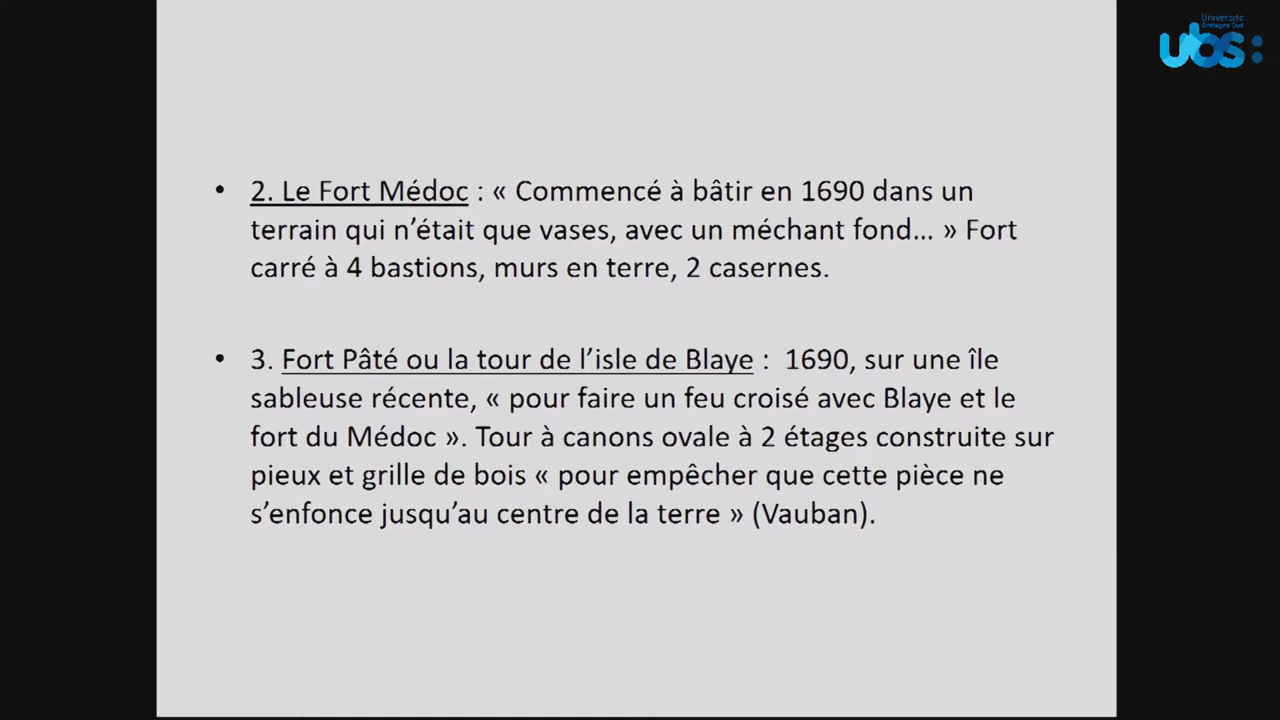 Université
Bretagne Sud
ubs:
• 2. Le Fort Médoc : « Commencé à bâtir en 1690 dans un
terrain qui n’était que vases, avec un méchant fond... » Fort
carré à 4 bastions, murs en terre, 2 casernes.
• 3. Fort Pâté ou la tour de l’isle de Blaye : 1690, sur une île
sableuse récente, « pour faire un feu croisé avec Blaye et le
fort du Médoc ». Tour à canons ovale à 2 étages construite sur
pieux et grille de bois « pour empêcher que cette pièce ne
s’enfonce jusqu’au centre de la terre » (Vauban).